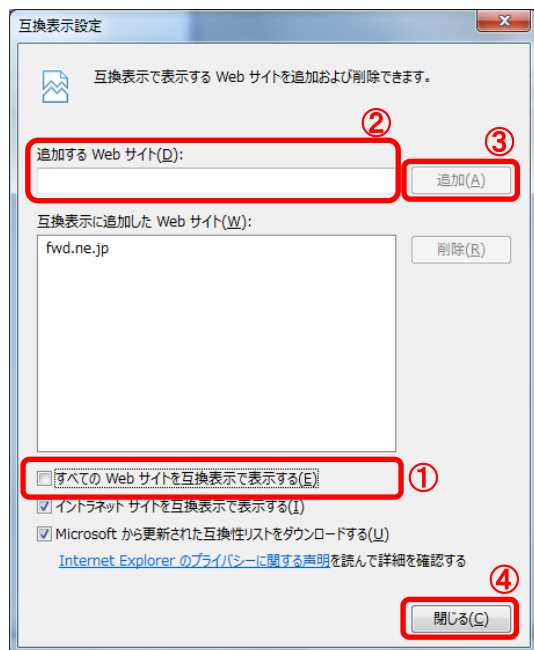 互換表示設定
互換表示で表示する Web サイトを追加および削除できます。
②
③
追加する Web サイト(D):
追加(A)
互換表示に追加した Web サイト(W):
fwd.ne.jp
削除(R)
すべての Web サイトを互換表示で表示する(E)
①
イントラネット サイトを互換表示で表示する(I)
Microsoft から更新された互換性リストをダウンロードする(U)
Internet Explorer のプライバシーに関する声明を読んで詳細を確認する
④
閉じる(C)